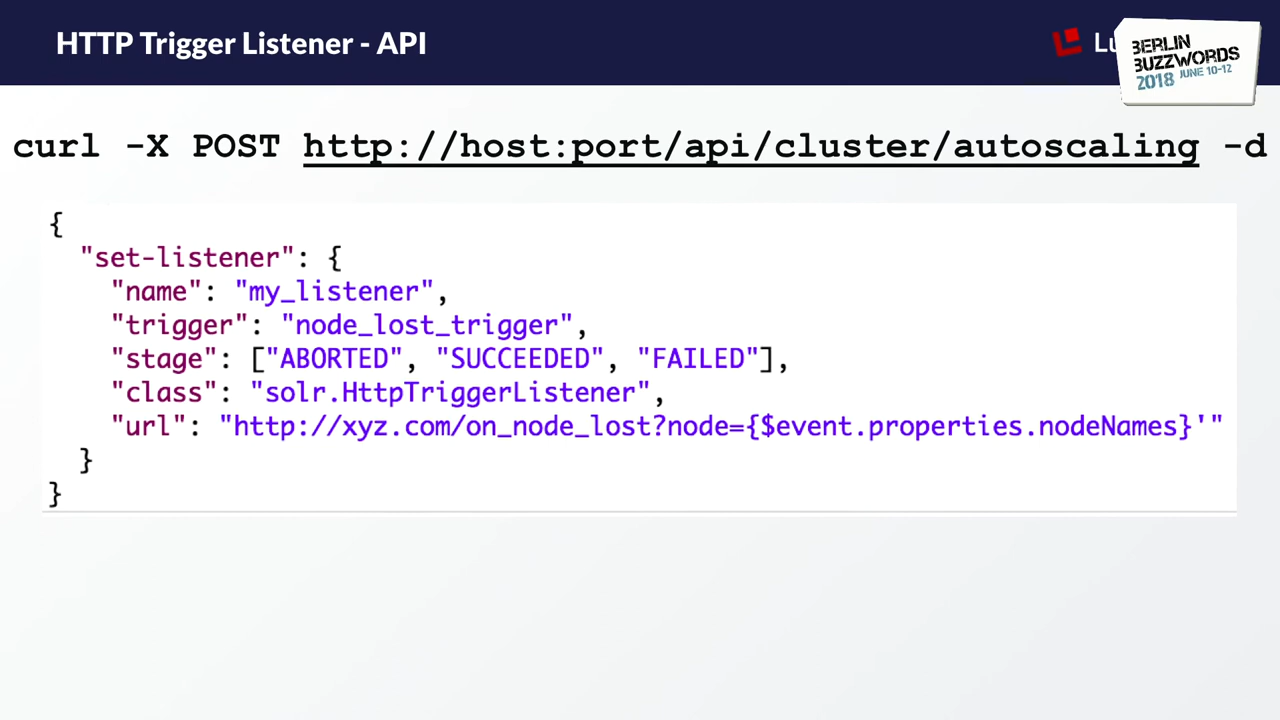 HTTP Trigger Listener - API
BERLIN
BUZZWORDS
2018 JUNE 10-12
curl -X POST http://host:port/api/cluster/autoscaling -d
{
"set-listener": {
"name": "my_listener",
"trigger": "node_lost_trigger",
"stage": ["ABORTED", "SUCCEEDED", "FAILED"],
"class": "solr.HttpTriggerListener",
"url": "http://xyz.com/on_node_lost?node={$event.properties.nodeNames}'"
}
}